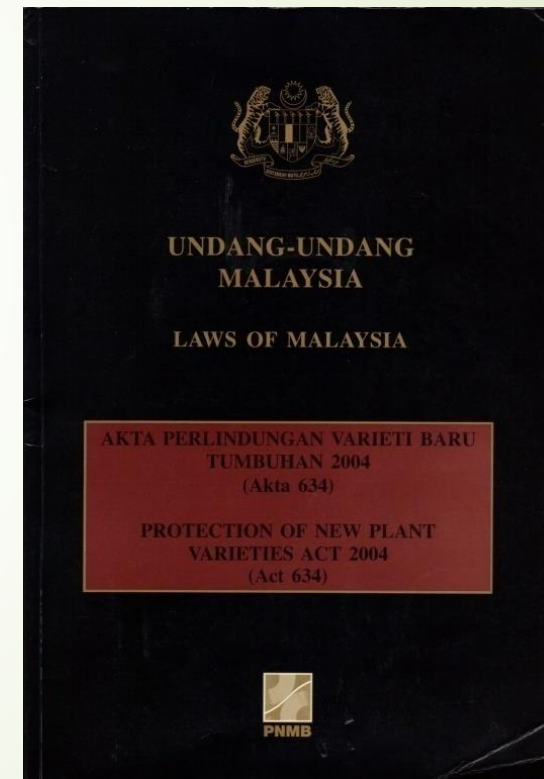 UNDANG-UNDANG
MALAYSIA
LAWS OF MALAYSIA
AKTA PERLINDUNGAN VARIETI BARU
TUMBUHAN 2004
(Akta 634)
PROTECTION OF NEW PLANT
VARIETIES ACT 2004
(Act 634)
PNMB